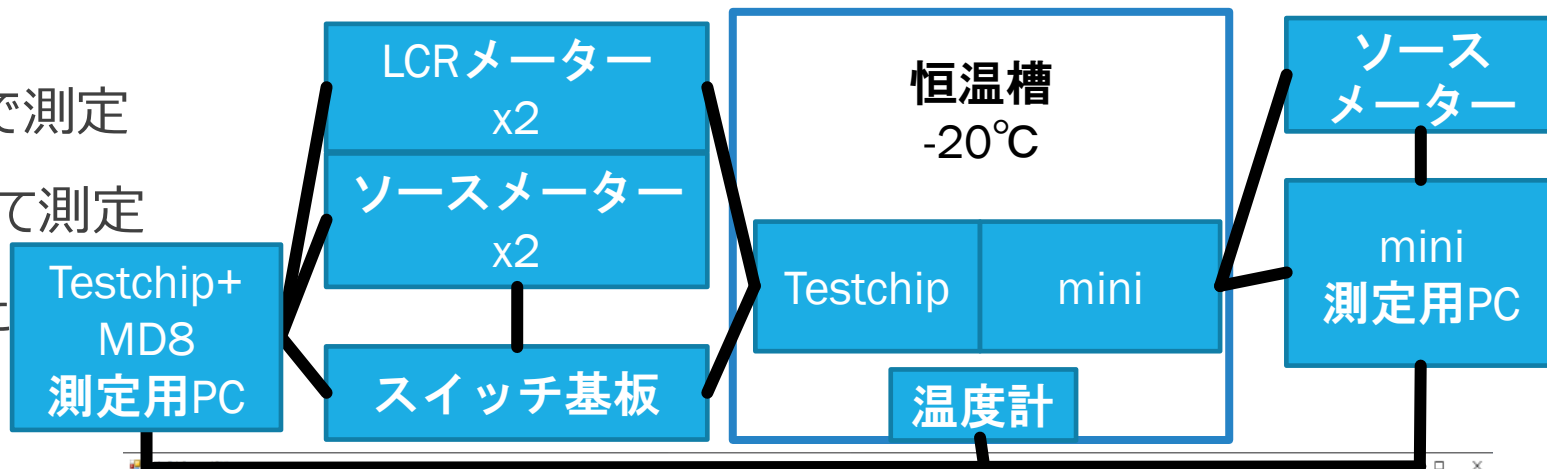 で測定
て測定
Testchip+
MD8
測定用PC
LCRメーター
x2
ソースメーター
x2
スイッチ基板
恒温槽
-20℃
Testchip
mini
温度計
ソース
メーター
mini
測定用PC